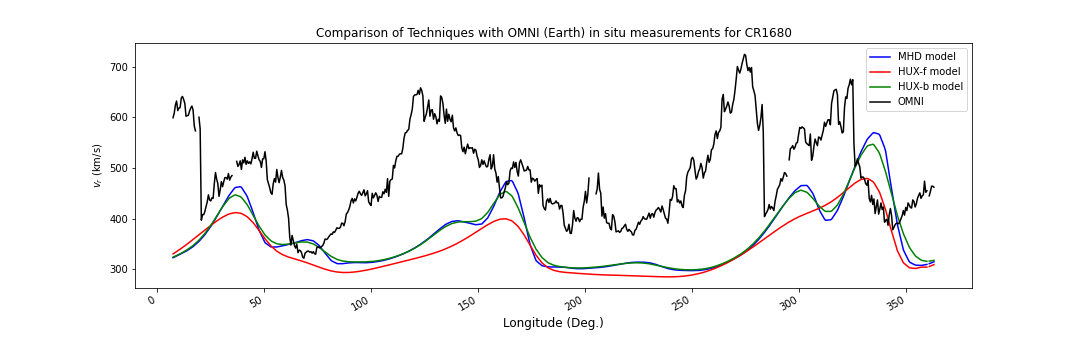 Comparison of Techniques with OMNI (Earth) in situ measurements for CR1680
700
600
500
400
300
v_r (km/s)
MHD model
HUX-f model
HUX-b model
OMNI
0
50
100
150
200
250
300
350
Longitude (Deg.)